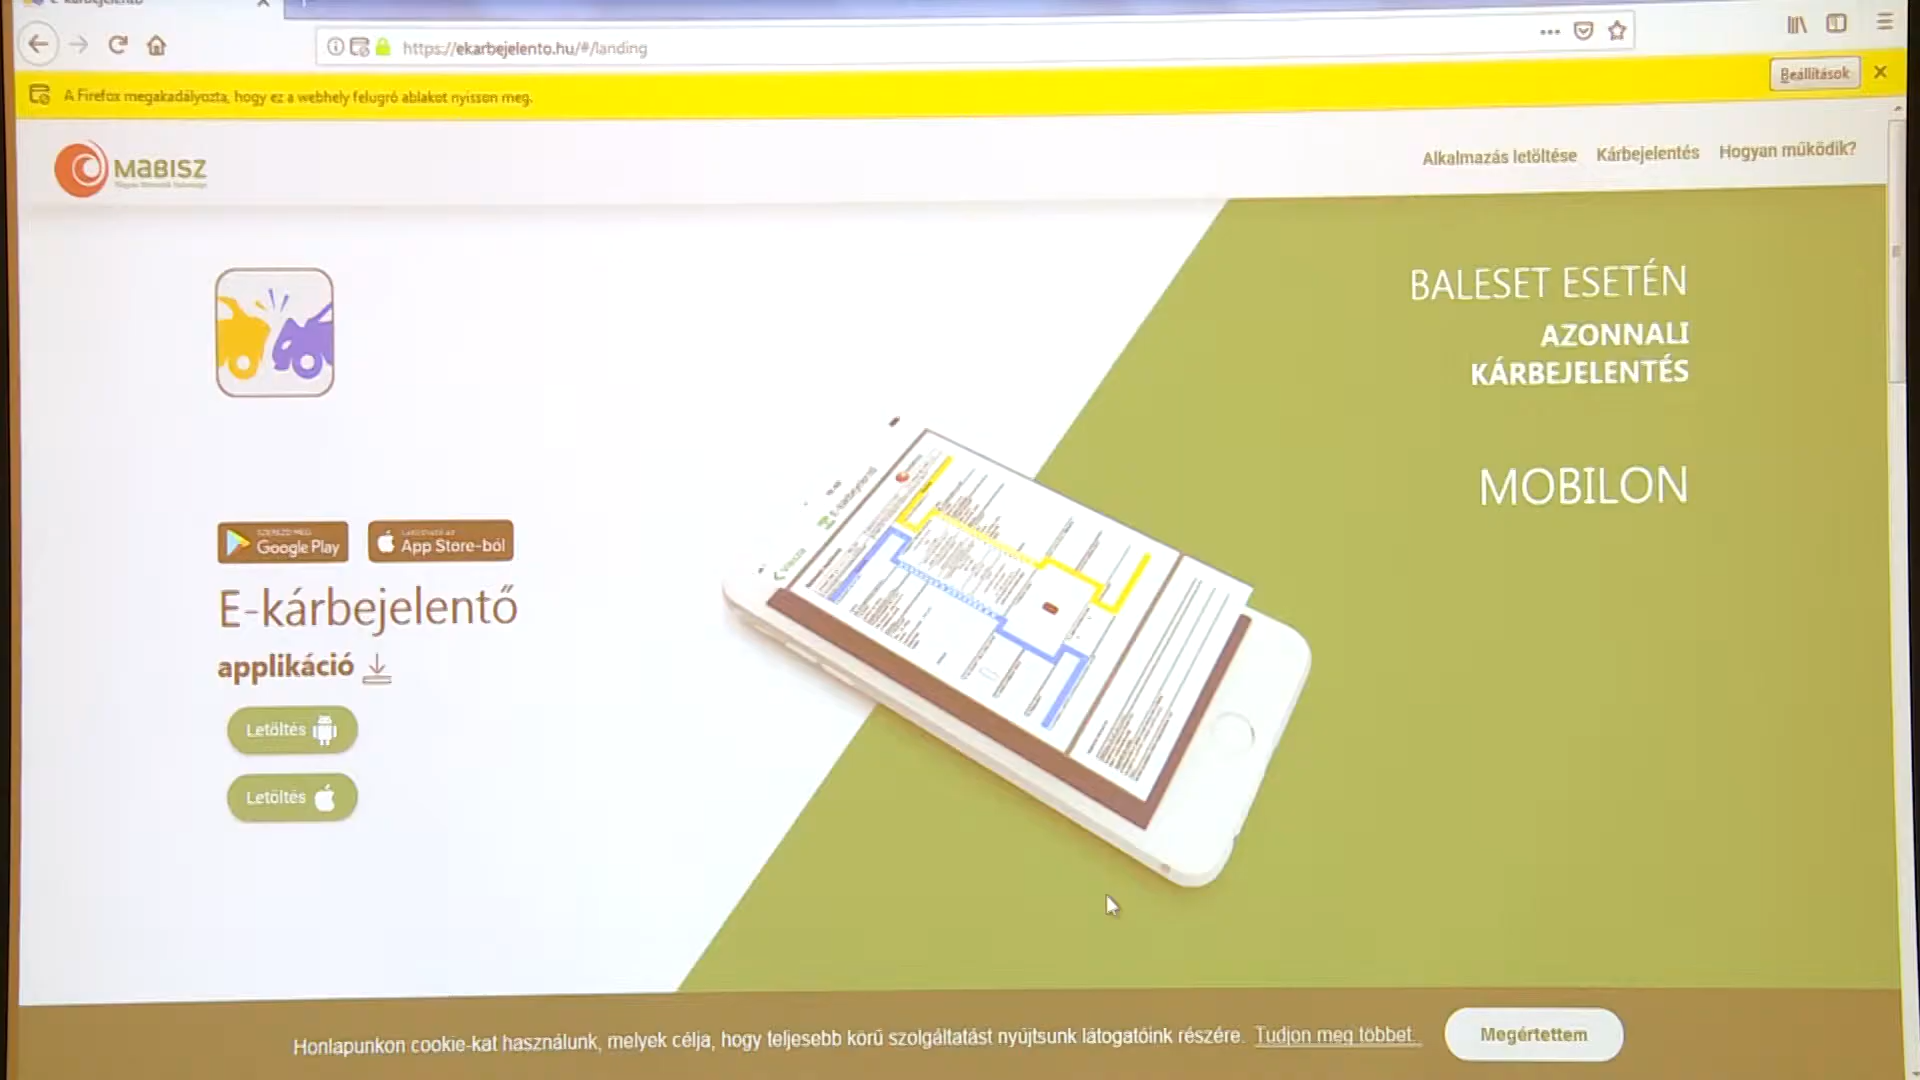 https://ekarbejelento.hu/#/landing
A Firefox megakadályozta, hogy ez a webhely felugró ablakot nyisson meg.
Beállítások
MABISZ
Alkalmazás letöltése
Kárbejelentés
Hogyan működik?
BALESET ESETÉN
AZONNALI
KÁRBEJELENTÉS
MOBILON
Google Play
App Store-ból
E-kárbejelentő
applikáció
Letöltés
Letöltés
Honlapunkon cookie-kat használunk, melyek célja, hogy teljesebb körű szolgáltatást nyújtsunk látogatóink részére. Tudjon meg többet.
Megértettem